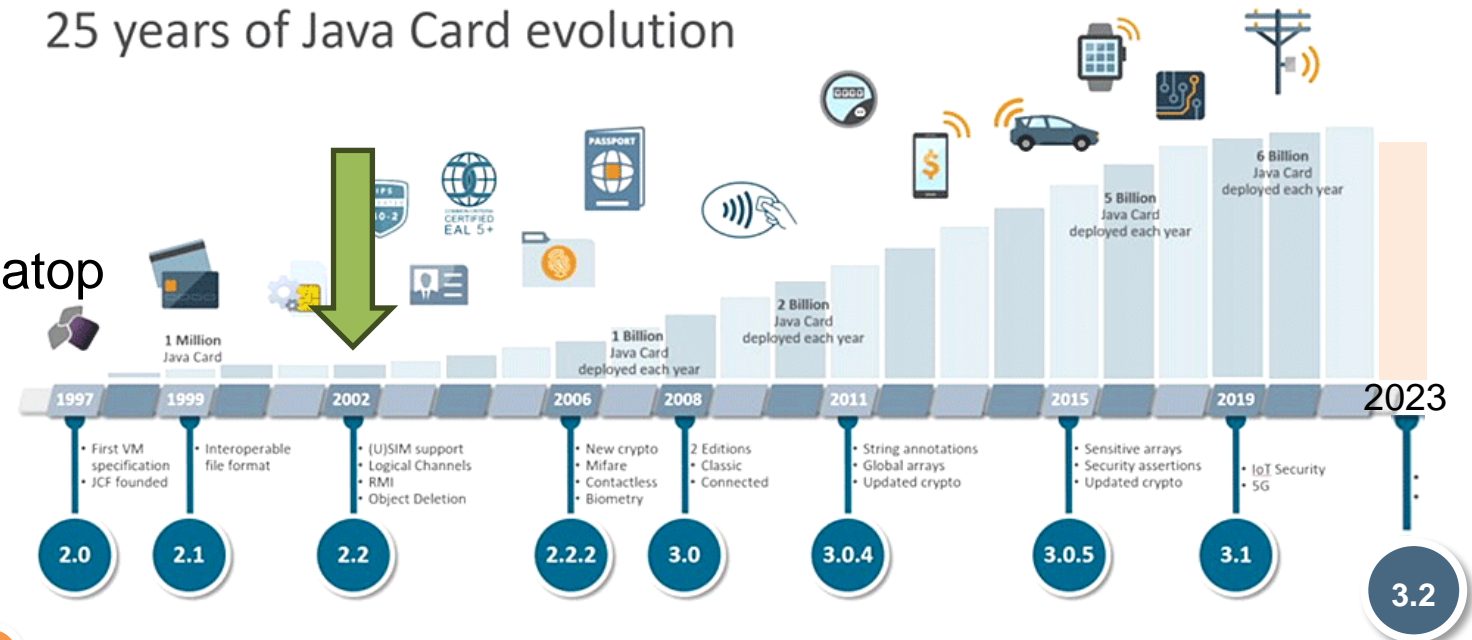 25 years of Java Card evolution
atop
PASSPORT
0-2
COMMON CRITERIA
CERTIFIED
EAL 5+
$
1 Million
Java Card
1 Billion
Java Card
deployed each year
2 Billion
Java Card
deployed each year
5 Billion
Java Card
deployed each year
6 Billion
Java Card
deployed each year
1997
1999
2002
2006
2008
2011
2015
2019
2023
• First VM
specification
• JCF founded
• Interoperable
file format
• (U)SIM support
• Logical Channels
• RMI
• Object Deletion
• New crypto
• Mifare
• Contactless
• Biometry
2 Editions
• Classic
• Connected
• String annotations
• Global arrays
• Updated crypto
• Sensitive arrays
• Security assertions
• Updated crypto
• IoT Security
• 5G
2.0
2.1
2.2
2.2.2
3.0
3.0.4
3.0.5
3.1
3.2